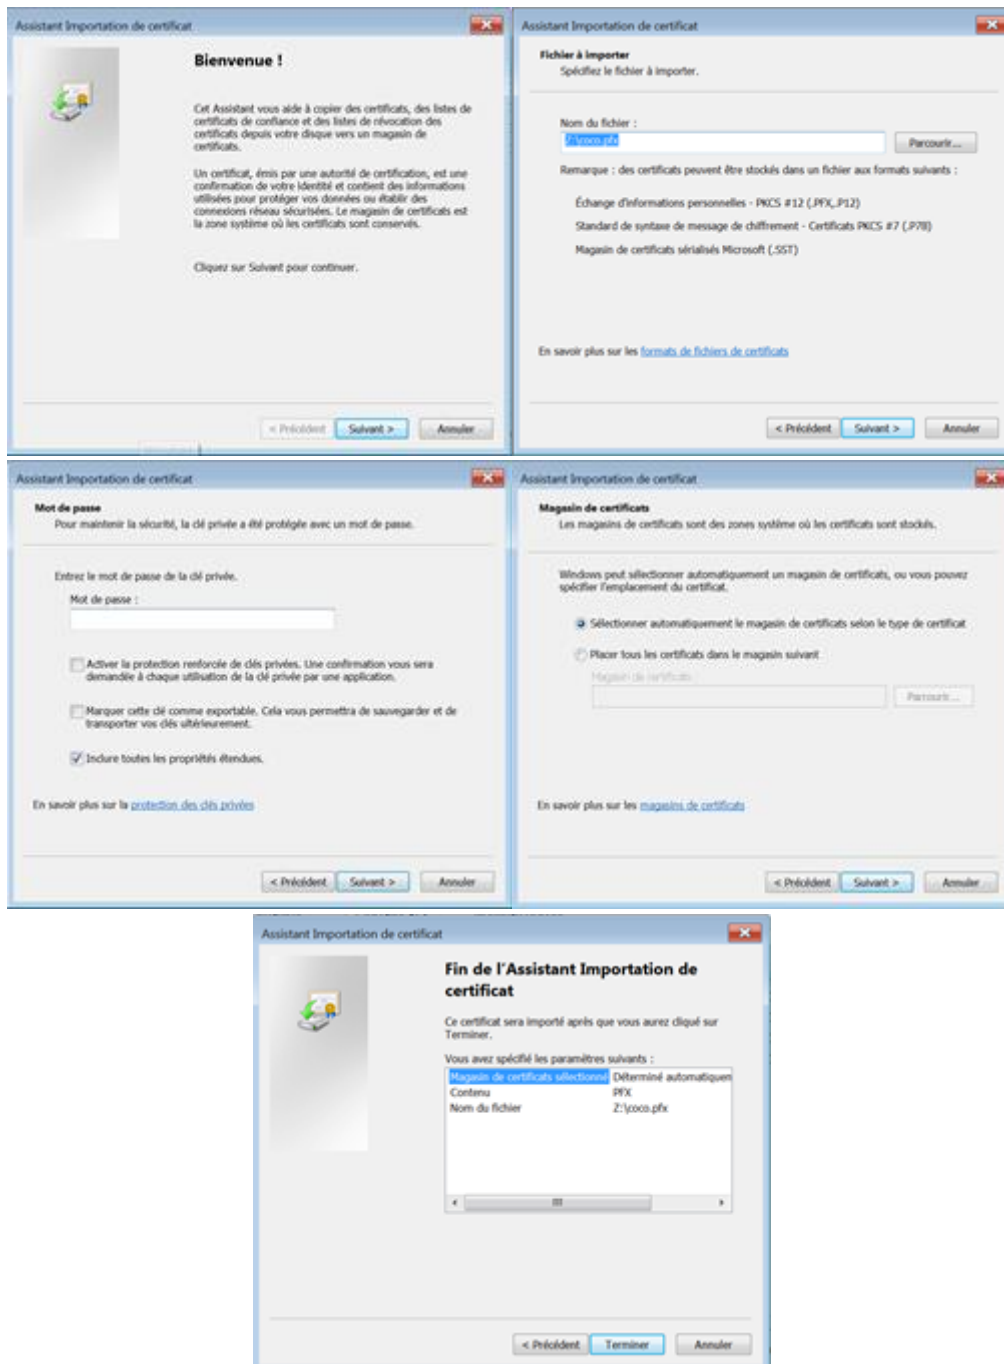 Assistant Importation de certificat
Bienvenue !
Cet Assistant vous aide à copier des certificats, des listes de
certificats de confiance et des listes de révocation des
certificats depuis votre disque vers un magasin de
certificats.
Un certificat, émis par une autorité de certification, est une
confirmation de votre identité et contient des informations
utilisées pour protéger vos données ou établir des
connexions réseau sécurisées. Le magasin de certificats est
la zone système où les certificats sont conservés.
Cliquez sur Suivant pour continuer.
< Précédent Suivant > Annuler
Assistant Importation de certificat
Fichier à importer
Spécifiez le fichier à importer.
Nom du fichier :
Z:\coco.pfx Parcourir...
Remarque : des certificats peuvent être stockés dans un fichier aux formats suivants :
Échange d'informations personnelles - PKCS #12 (.PFX,.P12)
Standard de syntaxe de message de chiffrement - Certificats PKCS #7 (.P7B)
Magasin de certificats sérialisés Microsoft (.SST)
En savoir plus sur les formats de fichiers de certificats
< Précédent Suivant > Annuler
Assistant Importation de certificat
Mot de passe
Pour maintenir la sécurité, la clé privée a été protégée avec un mot de passe.
Entrez le mot de passe de la clé privée.
Mot de passe :
Activer la protection renforcée de clés privées. Une confirmation vous sera
demandée à chaque utilisation de la clé privée par une application.
Marquer cette clé comme exportable. Cela vous permettra de sauvegarder et de
transporter vos clés ultérieurement.
Inclure toutes les propriétés étendues.
En savoir plus sur la protection des clés privées
< Précédent Suivant > Annuler
Assistant Importation de certificat
Magasin de certificats
Les magasins de certificats sont des zones système où les certificats sont stockés.
Windows peut sélectionner automatiquement un magasin de certificats, ou vous pouvez
spécifier l'emplacement du certificat.
Sélectionner automatiquement le magasin de certificats selon le type de certificat
Placer tous les certificats dans le magasin suivant
Magasin de certificats :
Parcourir...
En savoir plus sur les magasins de certificats
< Précédent Suivant > Annuler
Assistant Importation de certificat
Fin de l'Assistant Importation de
certificat
Ce certificat sera importé après que vous aurez cliqué sur
Terminer.
Vous avez spécifié les paramètres suivants :
Magasin de certificats sélectionné Déterminé automatiquem
Contenu PFX
Nom du fichier Z:\coco.pfx
< Précédent Terminer Annuler